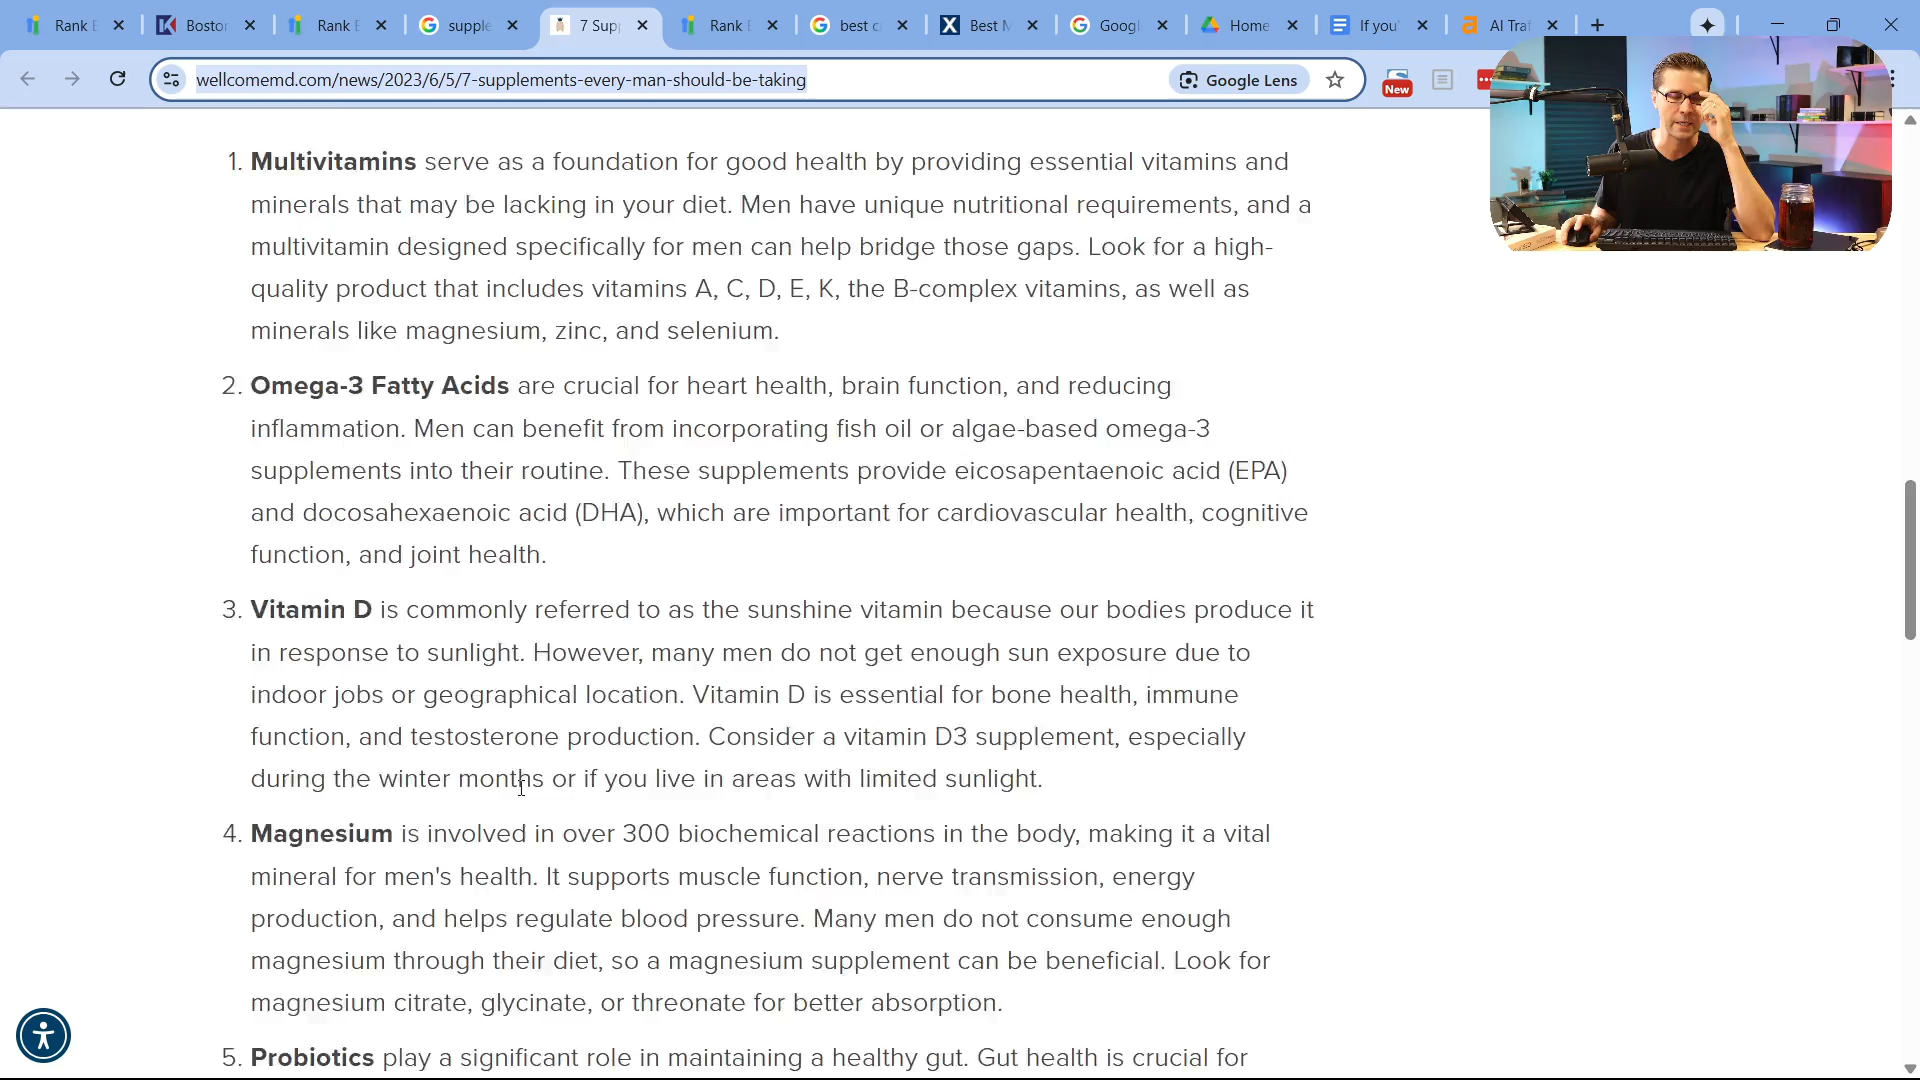 Rank E
Boston
Rank E
supple
7 Supp
Rank E
best c
Best M
Googl
Home
If you'
AI Traf
wellcomemd.com/news/2023/6/5/7-supplements-every-man-should-be-taking
Google Lens
New
1. Multivitamins serve as a foundation for good health by providing essential vitamins and
minerals that may be lacking in your diet. Men have unique nutritional requirements, and a
multivitamin designed specifically for men can help bridge those gaps. Look for a high-
quality product that includes vitamins A, C, D, E, K, the B-complex vitamins, as well as
minerals like magnesium, zinc, and selenium.
2. Omega-3 Fatty Acids are crucial for heart health, brain function, and reducing
inflammation. Men can benefit from incorporating fish oil or algae-based omega-3
supplements into their routine. These supplements provide eicosapentaenoic acid (EPA)
and docosahexaenoic acid (DHA), which are important for cardiovascular health, cognitive
function, and joint health.
3. Vitamin D is commonly referred to as the sunshine vitamin because our bodies produce it
in response to sunlight. However, many men do not get enough sun exposure due to
indoor jobs or geographical location. Vitamin D is essential for bone health, immune
function, and testosterone production. Consider a vitamin D3 supplement, especially
during the winter months or if you live in areas with limited sunlight.
4. Magnesium is involved in over 300 biochemical reactions in the body, making it a vital
mineral for men's health. It supports muscle function, nerve transmission, energy
production, and helps regulate blood pressure. Many men do not consume enough
magnesium through their diet, so a magnesium supplement can be beneficial. Look for
magnesium citrate, glycinate, or threonate for better absorption.
5. Probiotics play a significant role in maintaining a healthy gut. Gut health is crucial for